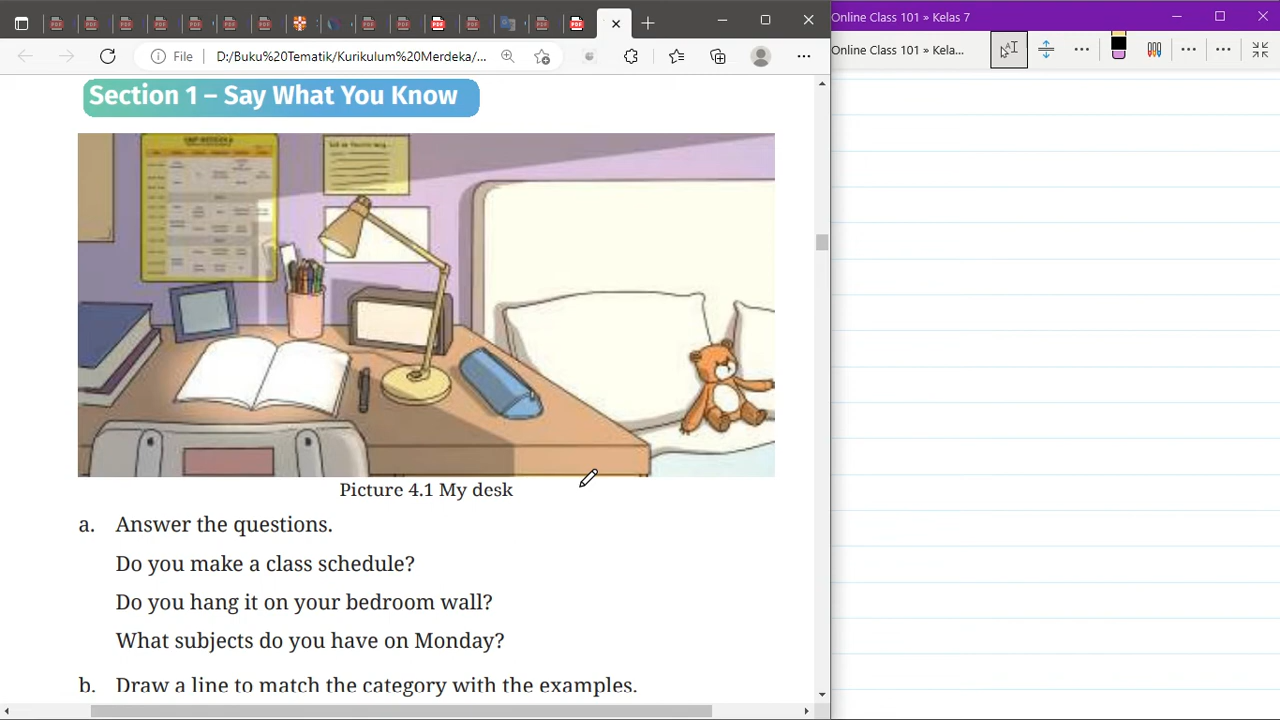 Online Class 101 » Kelas 7
File
D:/Buku%20Tematik/Kurikulum%20Merdeka/...
Online Class 101 » Kela...
Section 1 – Say What You Know
Picture 4.1 My desk
a. Answer the questions.
Do you make a class schedule?
Do you hang it on your bedroom wall?
What subjects do you have on Monday?
b. Draw a line to match the category with the examples.